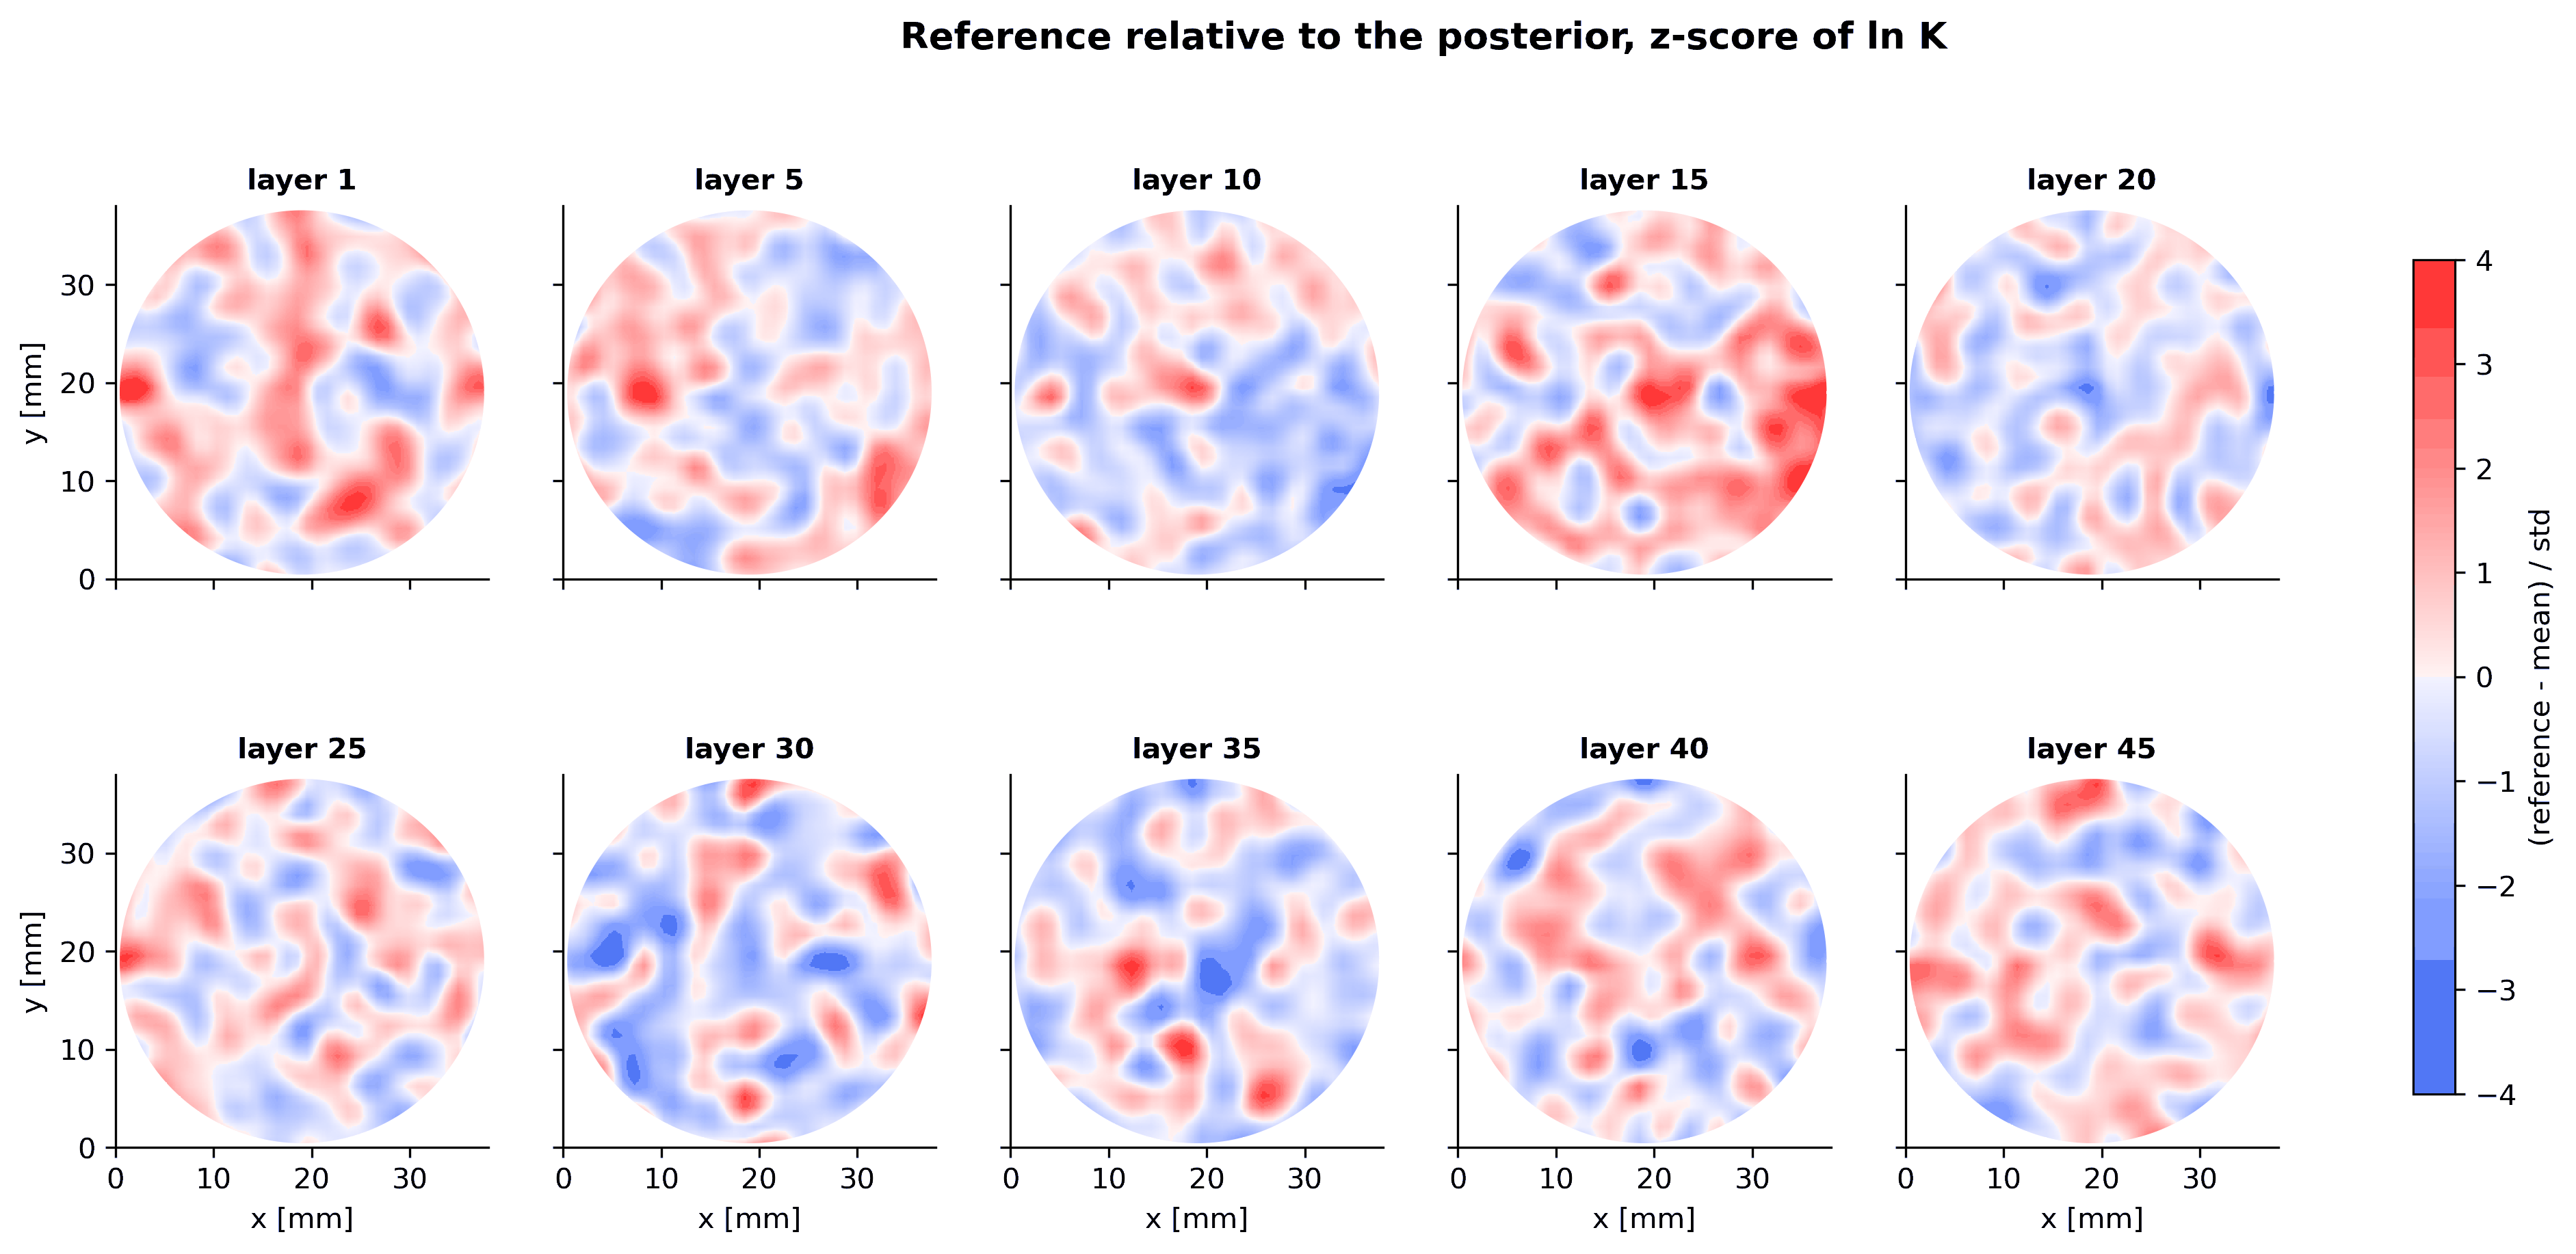 Reference relative to the posterior, z-score of ln K
layer 1
layer 5
layer 10
layer 15
layer 20
y [mm]
30
20
10
0
layer 25
layer 30
layer 35
layer 40
layer 45
y [mm]
30
20
10
0
0 10 20 30
0 10 20 30
0 10 20 30
0 10 20 30
0 10 20 30
x [mm]
x [mm]
x [mm]
x [mm]
x [mm]
4
3
2
1
0
−1
−2
−3
−4
(reference - mean) / std